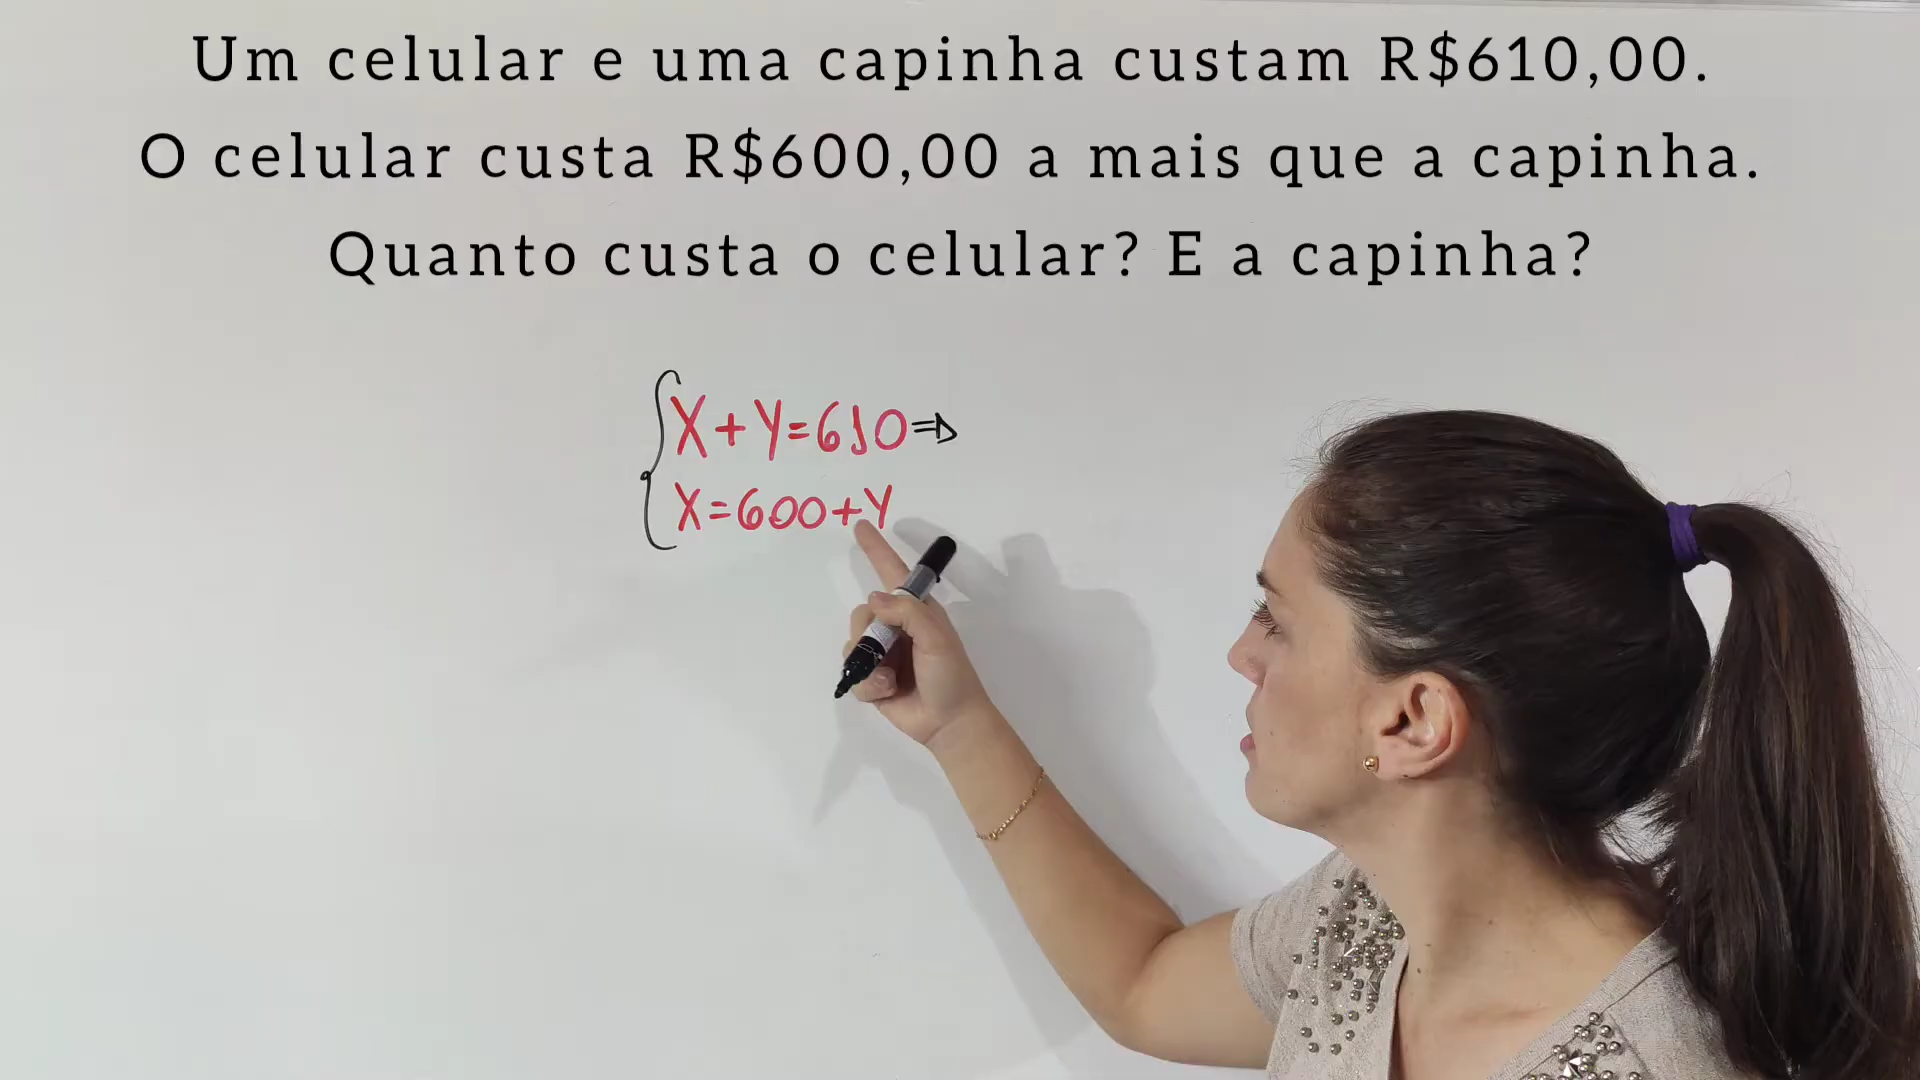 Um celular e uma capinha custam R$610,00.
O celular custa R$600,00 a mais que a capinha.
Quanto custa o celular? E a capinha?
X+Y=610⇒
X=600+Y